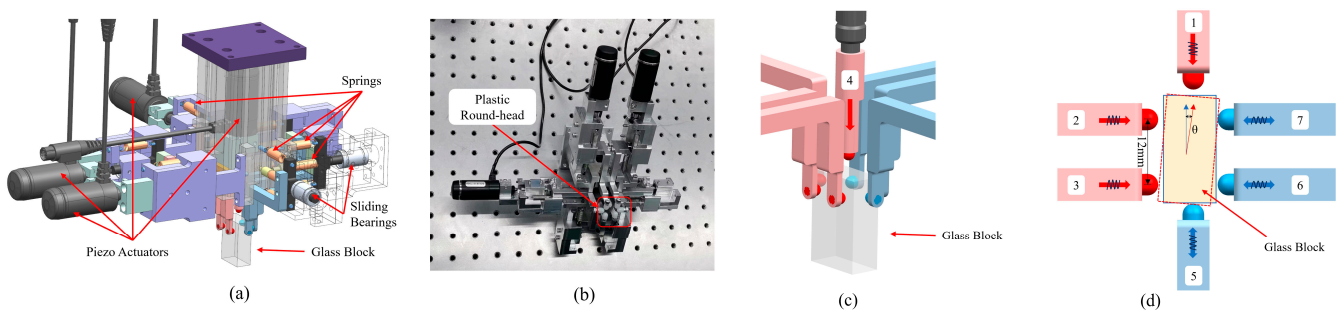 Springs
Sliding
Bearings
Piezo Actuators
Glass Block
(a)
Plastic
Round-head
(b)
4
Glass Block
(c)
1
2
7
θ
12mm
3
6
Glass Block
5
(d)